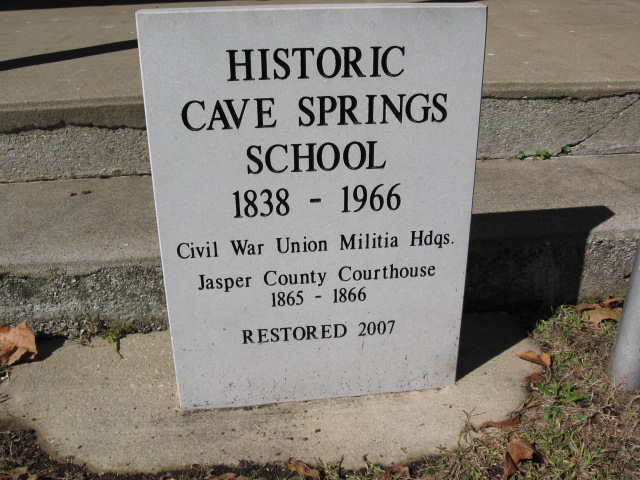 HISTORIC
CAVE SPRINGS
SCHOOL
1838 - 1966
Civil War Union Militia Hdqs.
Jasper County Courthouse
1865 - 1866
RESTORED 2007